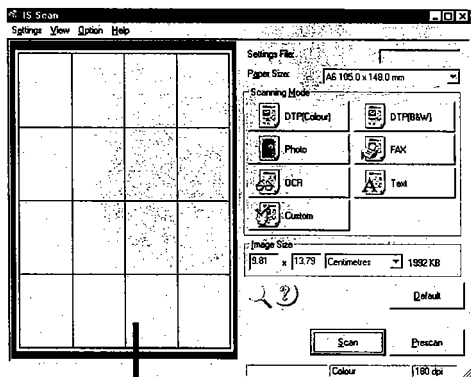 IS Scan
Settings View Option Help
Settings File:
Paper Size: A6 105.0 x 148.0 mm
Scanning Mode
DTP(Colour) DTP(B&W)
Photo FAX
OCR Text
Custom
Image Size
9.81 x 13.79 Centimetres 1992 KB
Default
Scan Prescan
Colour 180 dpi